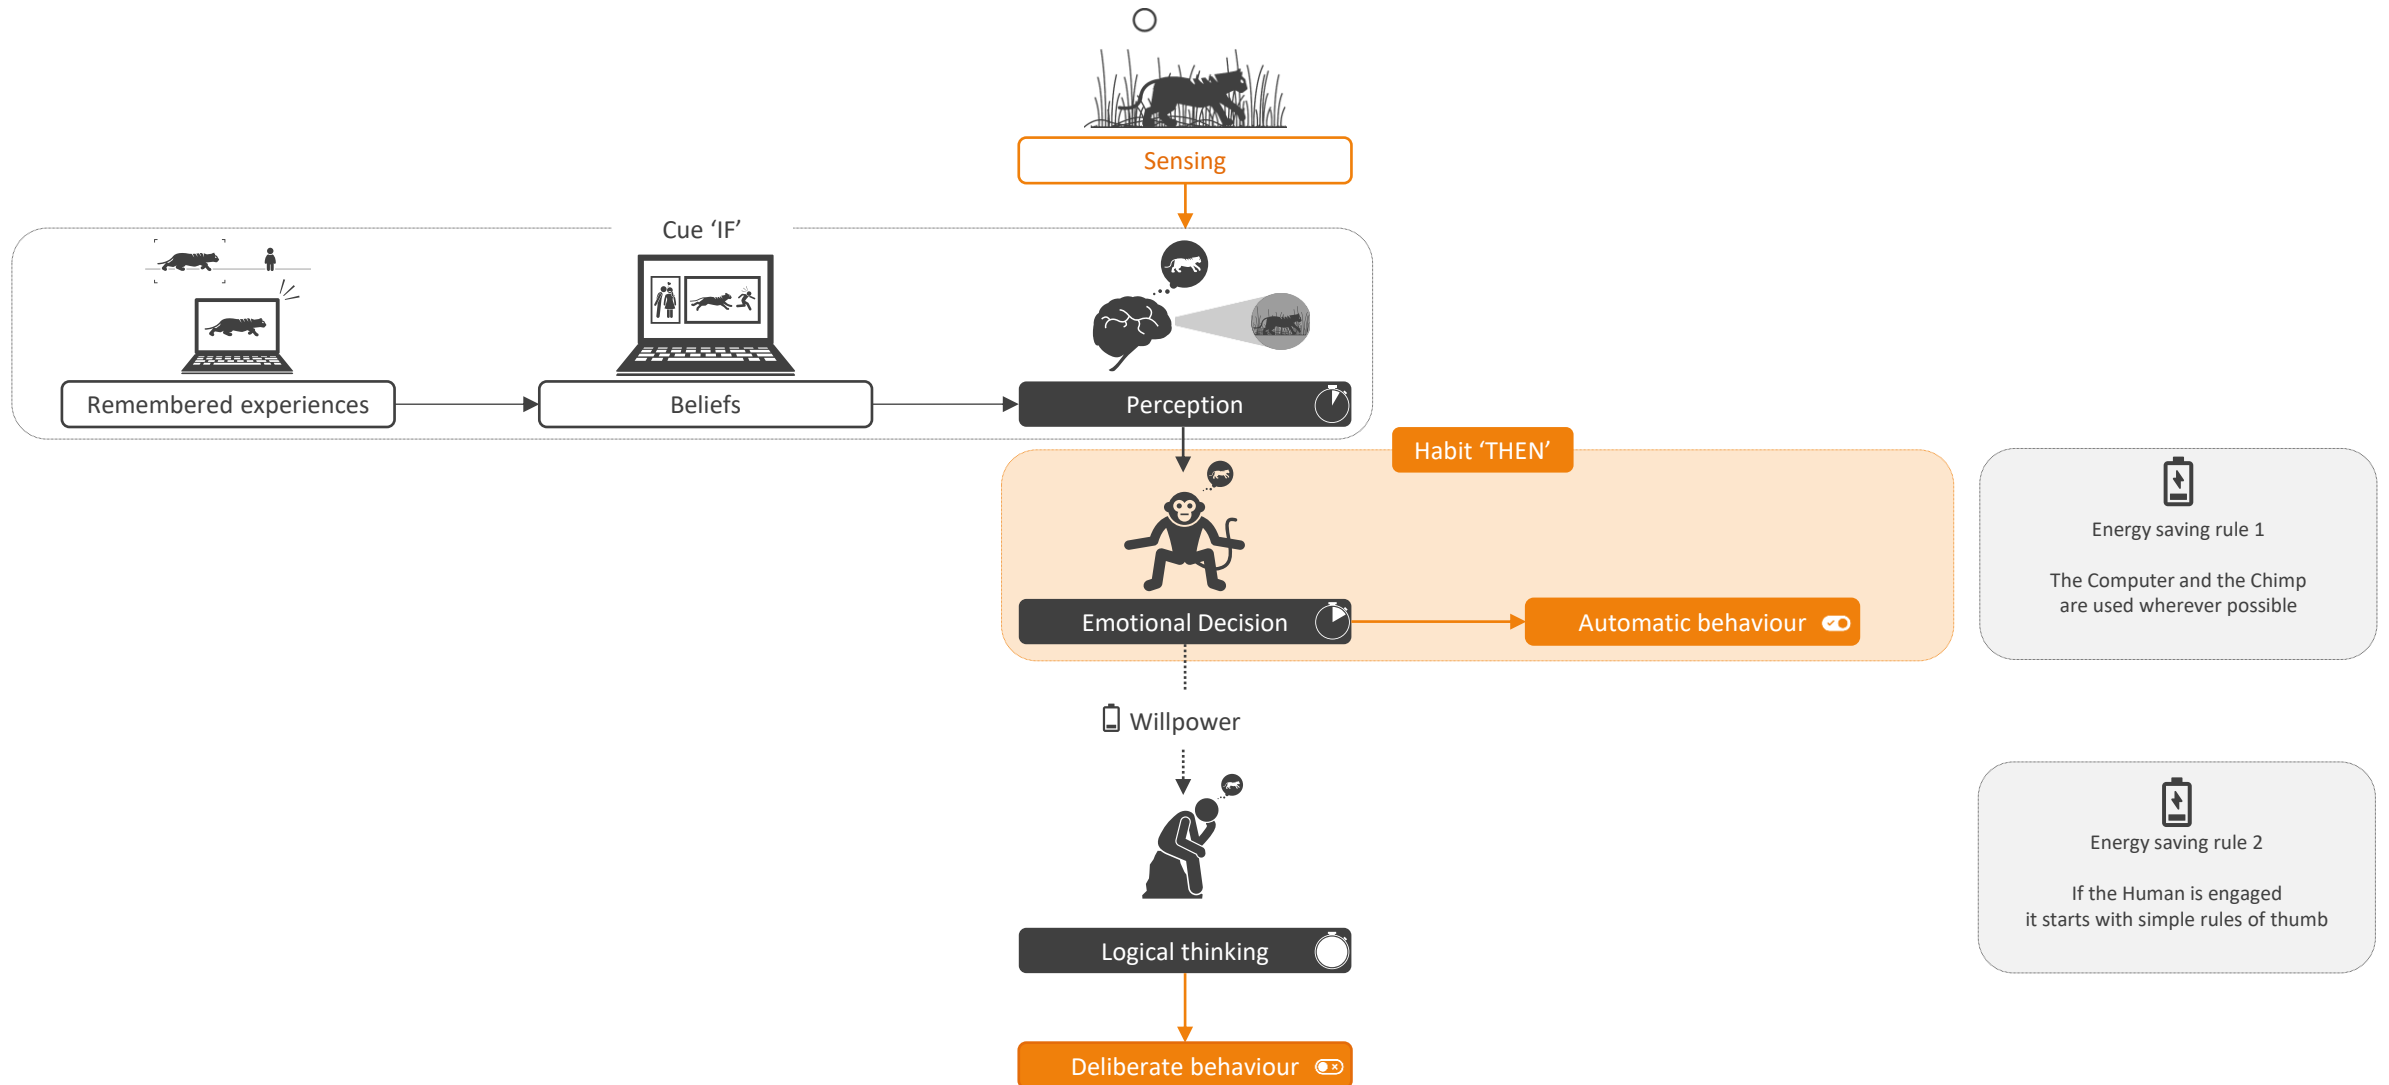 Sensing
Cue ‘IF’
Remembered experiences
Beliefs
Perception
Habit ‘THEN’
Emotional Decision
Automatic behaviour
Energy saving rule 1
The Computer and the Chimp
are used wherever possible
Willpower
Energy saving rule 2
If the Human is engaged
it starts with simple rules of thumb
Logical thinking
Deliberate behaviour